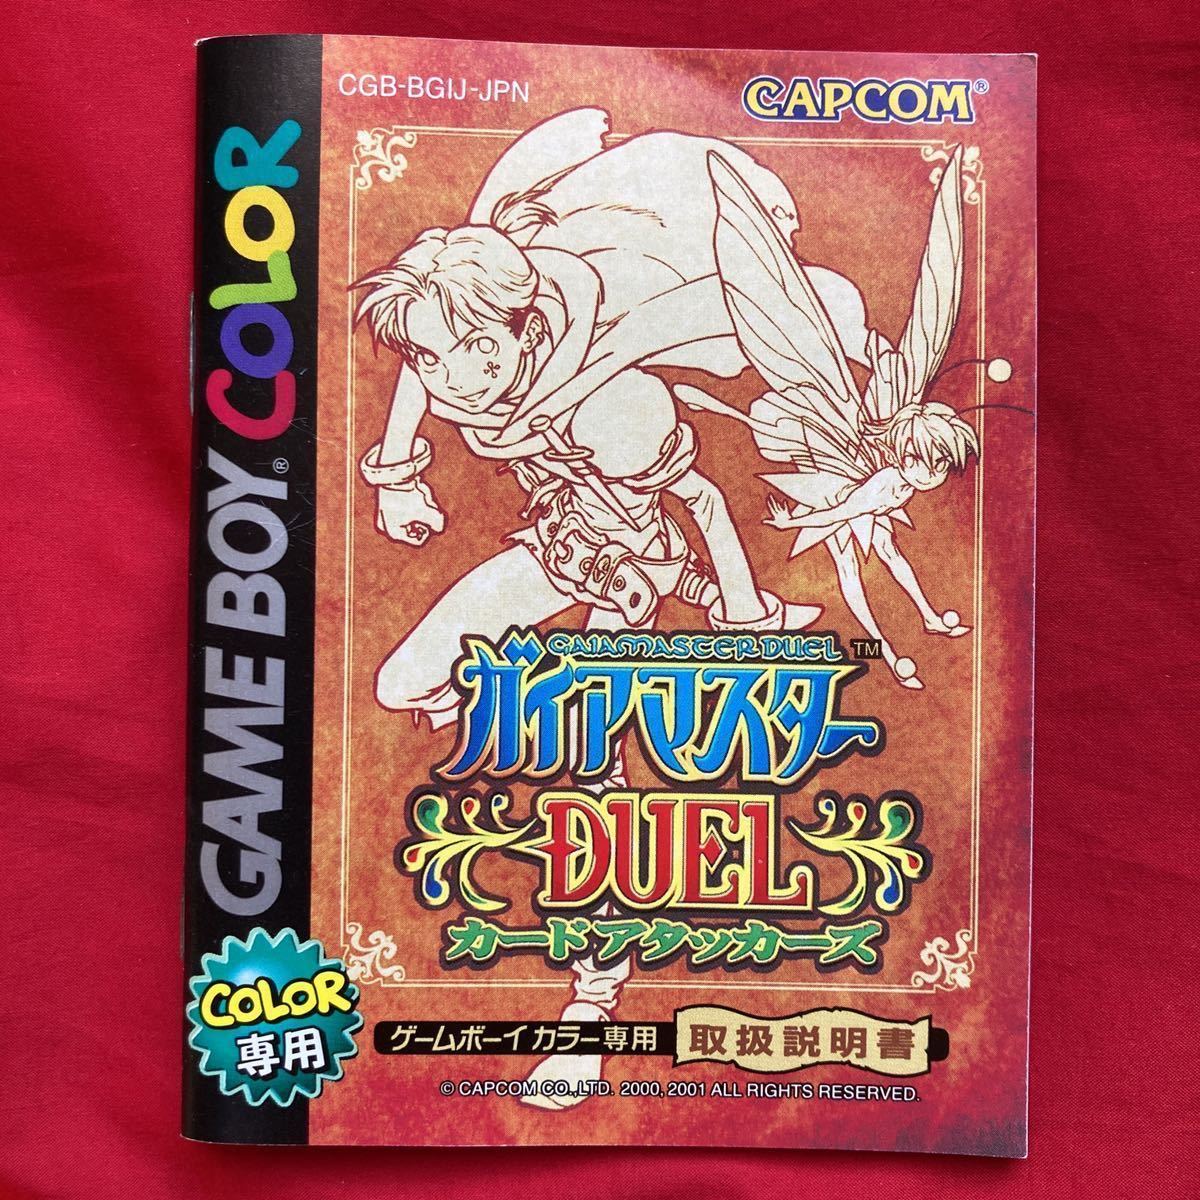 CGB-BGIJ-JPN
CAPCOM®
GAME BOY® COLOR
GAIAMASTER DUEL
ガイアマスター™
DUEL
カードアタッカーズ
COLOR
専用
ゲームボーイカラー専用
取扱説明書
© CAPCOM CO.,LTD. 2000, 2001 ALL RIGHTS RESERVED.